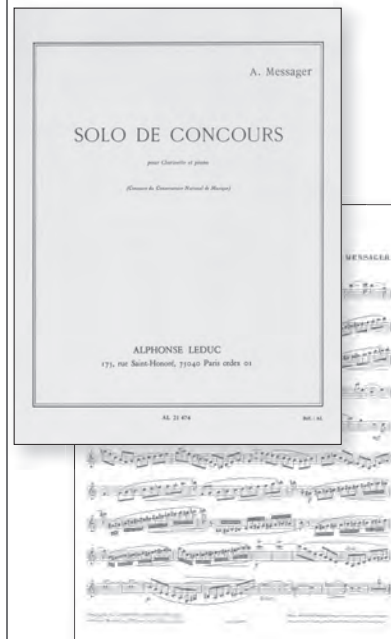 A. Messager
SOLO DE CONCOURS
pour Clarinette et piano
(Concours du Conservatoire National de Musique)
ALPHONSE LEDUC
175, rue Saint-Honoré, 75040 Paris cedex 01
AL 21 474
MESSAGER